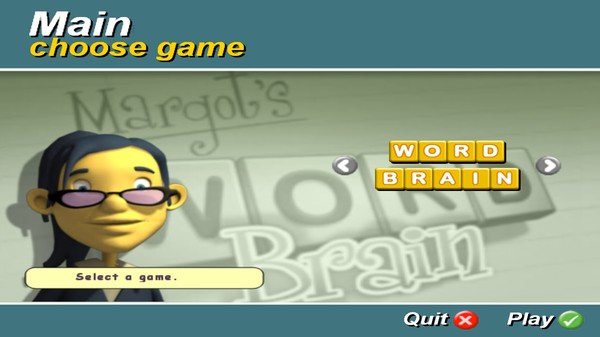 Main
choose game
Margot's
WORD
Brain
WORD
BRAIN
Select a game.
Quit
Play